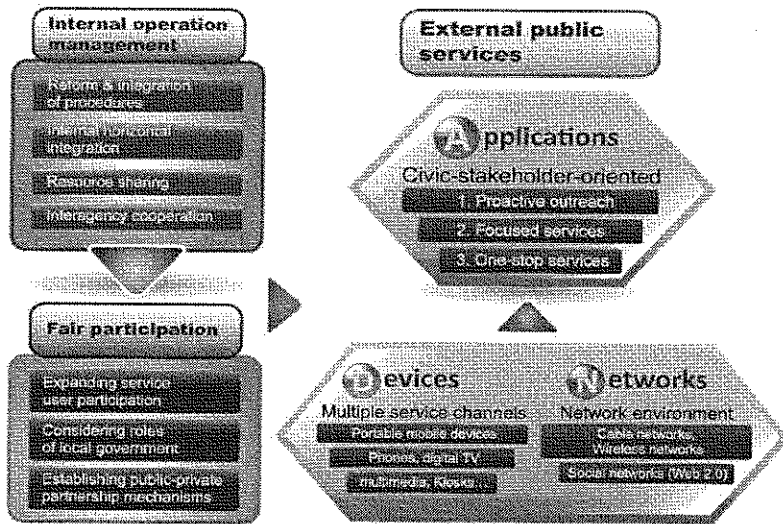 Internal operation
management
Reform & integration
of procedures
Internal horizontal
integration
Resource sharing
Interagency cooperation
Fair participation
Expanding service
user participation
Considering roles
of local government
Establishing public-private
partnership mechanisms
External public
services
Applications
Civic-stakeholder-oriented
1. Proactive outreach
2. Focused services
3. One-stop services
Devices
Multiple service channels
Portable mobile devices
Phones, digital TV
multimedia, Kiosks...
Networks
Network environment
Cable networks
Wireless networks
Social networks (Web 2.0)